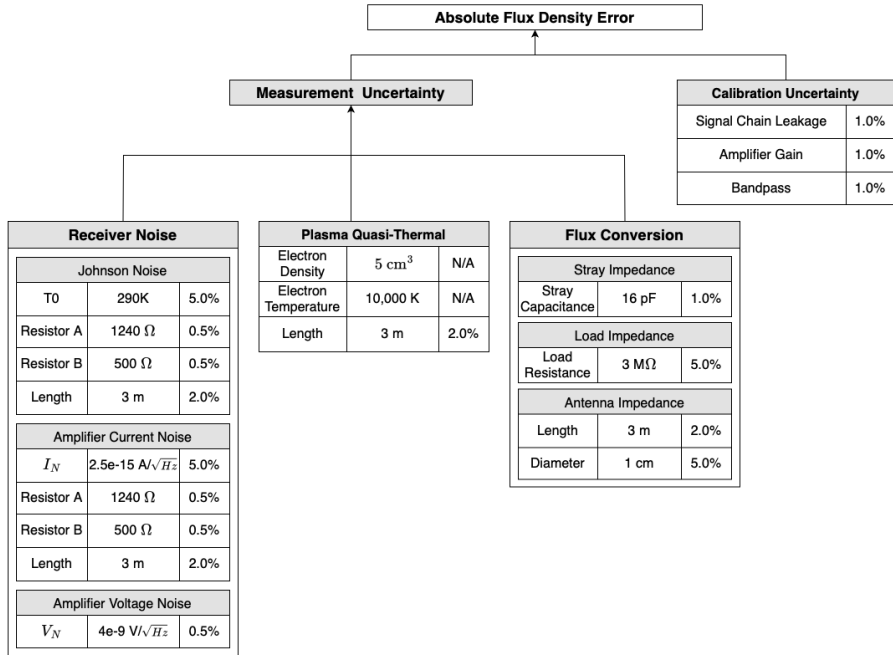 Absolute Flux Density Error
Measurement Uncertainty
Calibration Uncertainty
Signal Chain Leakage 1.0%
Amplifier Gain 1.0%
Bandpass 1.0%
Receiver Noise
Johnson Noise
T0 290K 5.0%
Resistor A 1240 Ω 0.5%
Resistor B 500 Ω 0.5%
Length 3 m 2.0%
Amplifier Current Noise
I_N 2.5e-15 A/√Hz 5.0%
Resistor A 1240 Ω 0.5%
Resistor B 500 Ω 0.5%
Length 3 m 2.0%
Amplifier Voltage Noise
V_N 4e-9 V/√Hz 0.5%
Plasma Quasi-Thermal
Electron
Density 5 cm³ N/A
Electron
Temperature 10,000 K N/A
Length 3 m 2.0%
Flux Conversion
Stray Impedance
Stray
Capacitance 16 pF 1.0%
Load Impedance
Load
Resistance 3 MΩ 5.0%
Antenna Impedance
Length 3 m 2.0%
Diameter 1 cm 5.0%